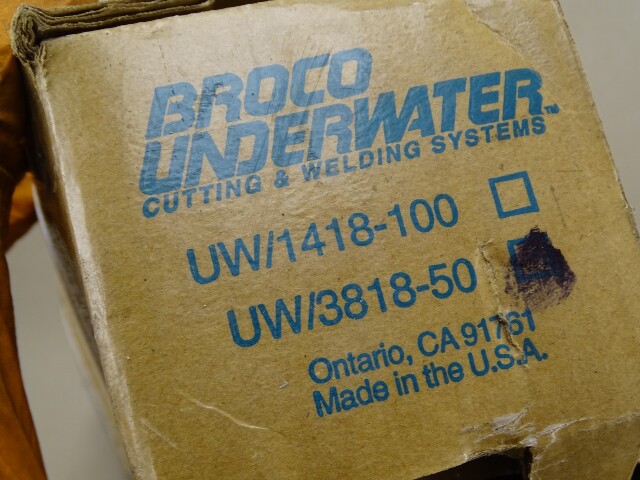 BROCO
UNDERWATER™
CUTTING & WELDING SYSTEMS
UW/1418-100
UW/3818-50
Ontario, CA 91761
Made in the U.S.A.